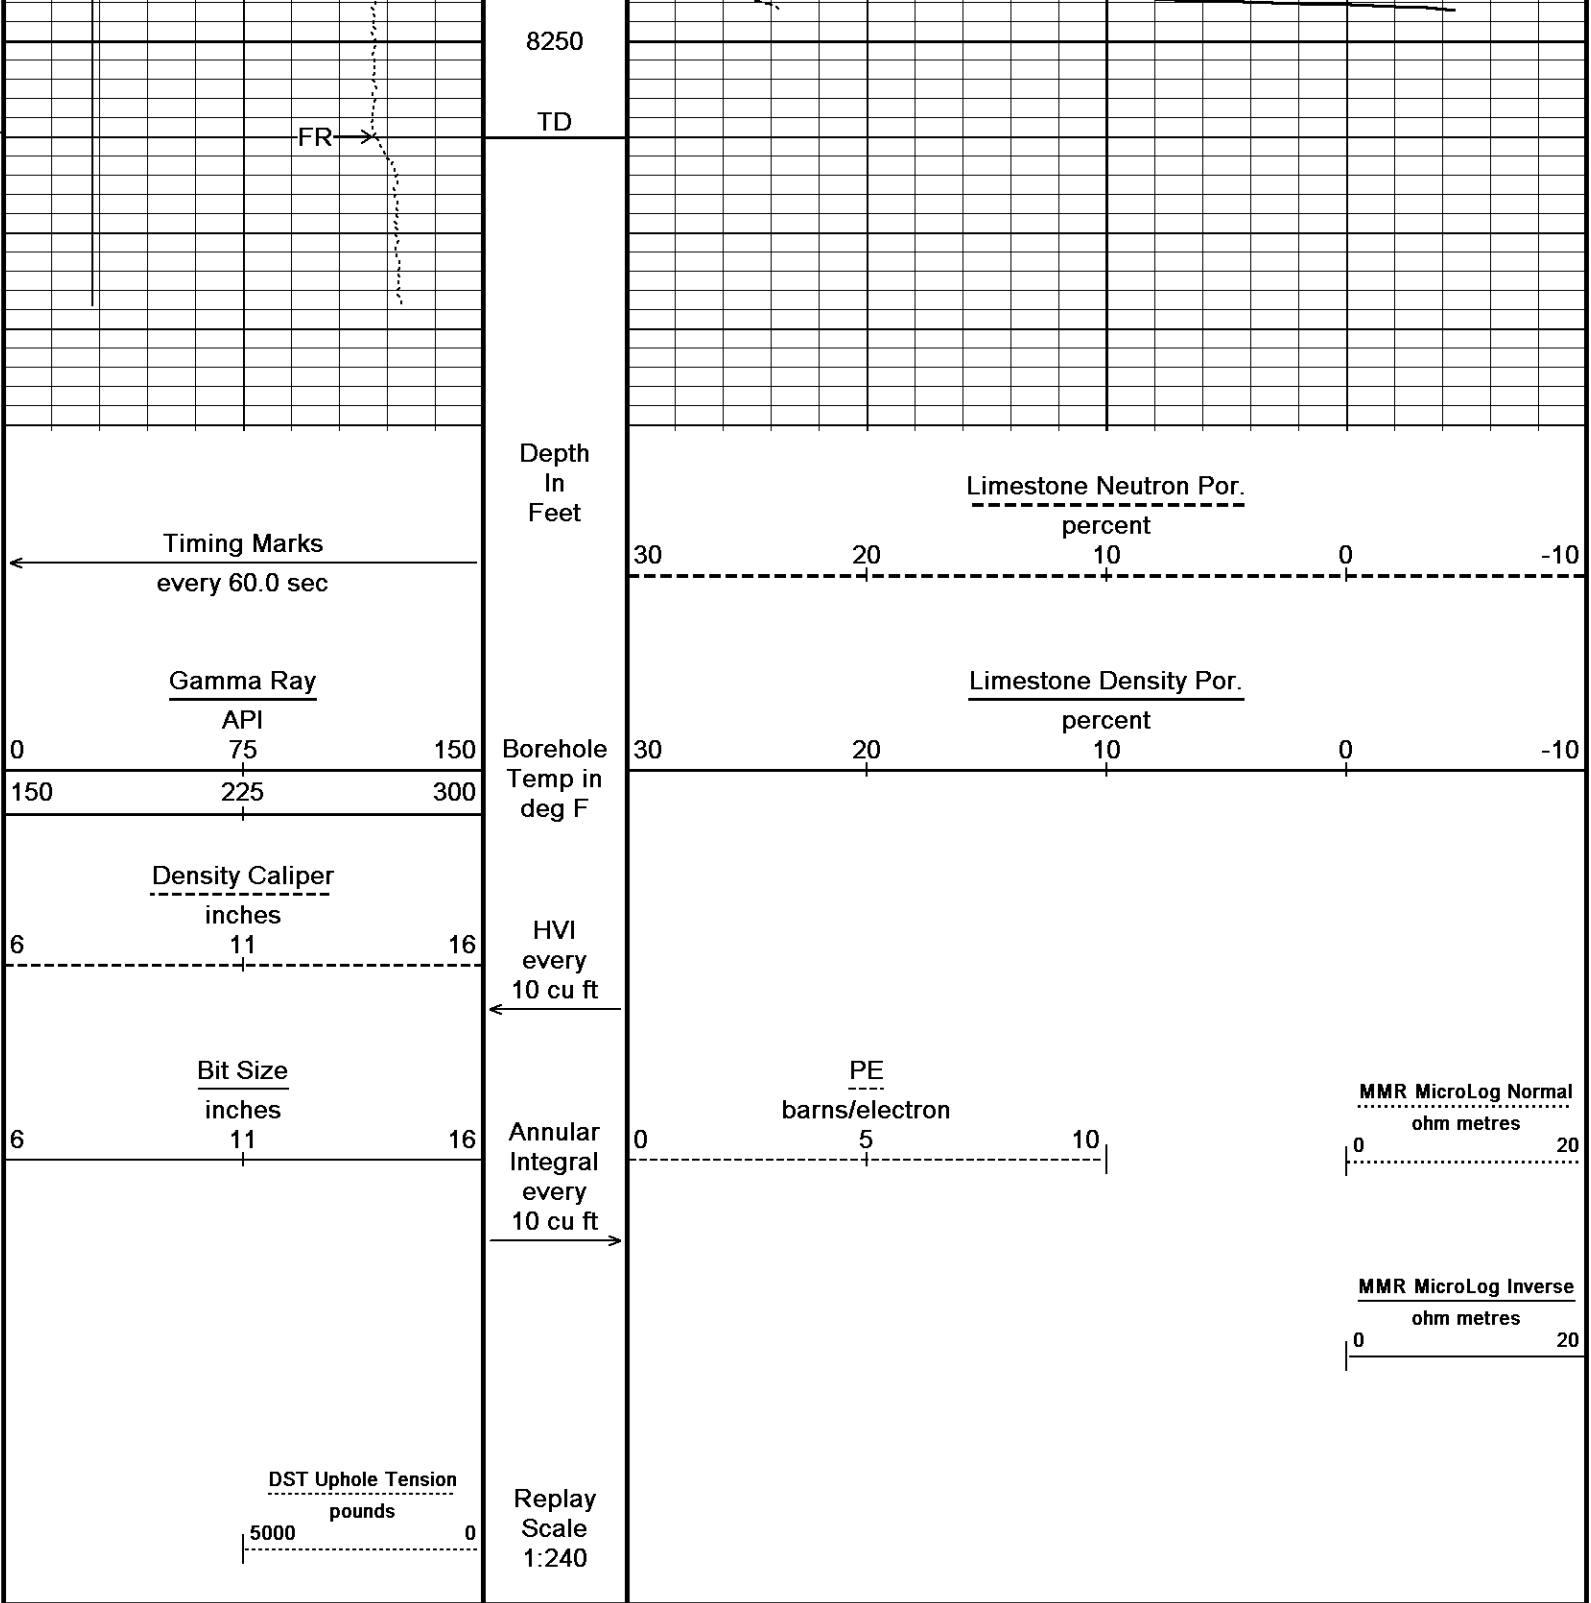 8250
TD
FR
Depth
In
Feet
Timing Marks
every 60.0 sec
Limestone Neutron Por.
percent
30 20 10 0 -10
Gamma Ray
API
0 75 150
150 225 300
Borehole
Temp in
deg F
Limestone Density Por.
percent
30 20 10 0 -10
Density Caliper
inches
6 11 16
HVI
every
10 cu ft
Bit Size
inches
6 11 16
Annular
Integral
every
10 cu ft
PE
barns/electron
0 5 10
MMR MicroLog Normal
ohm metres
0 20
MMR MicroLog Inverse
ohm metres
0 20
DST Uphole Tension
pounds
5000 0
Replay
Scale
1:240